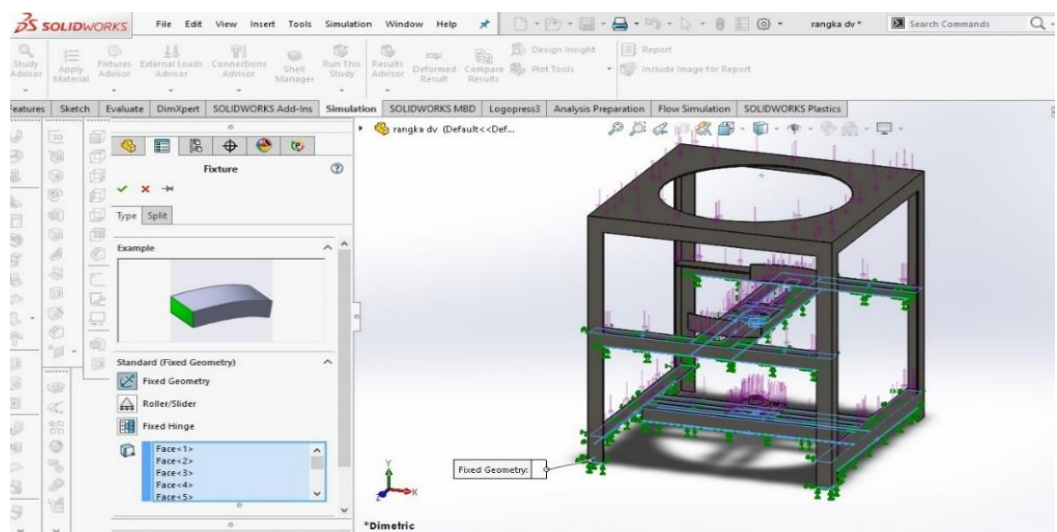 SOLIDWORKS File Edit View Insert Tools Simulation Window Help rangka dv * Search Commands
Study Advisor Apply Material Fixtures Advisor External Loads Advisor Connections Advisor Shell Manager Run This Study Results Advisor Deformed Result Compare Results Design Insight Plot Tools Report Include Image for Report
eatures Sketch Evaluate DimXpert SOLIDWORKS Add-Ins Simulation SOLIDWORKS MBD Logopress3 Analysis Preparation Flow Simulation SOLIDWORKS Plastics
rangka dv (Default<<Def...
Fixture
Type Split
Example
Standard (Fixed Geometry)
Fixed Geometry
Roller/Slider
Fixed Hinge
Face<1>
Face<2>
Face<3>
Face<4>
Face<5>
Fixed Geometry:
Y
X
Z
*Dimetric